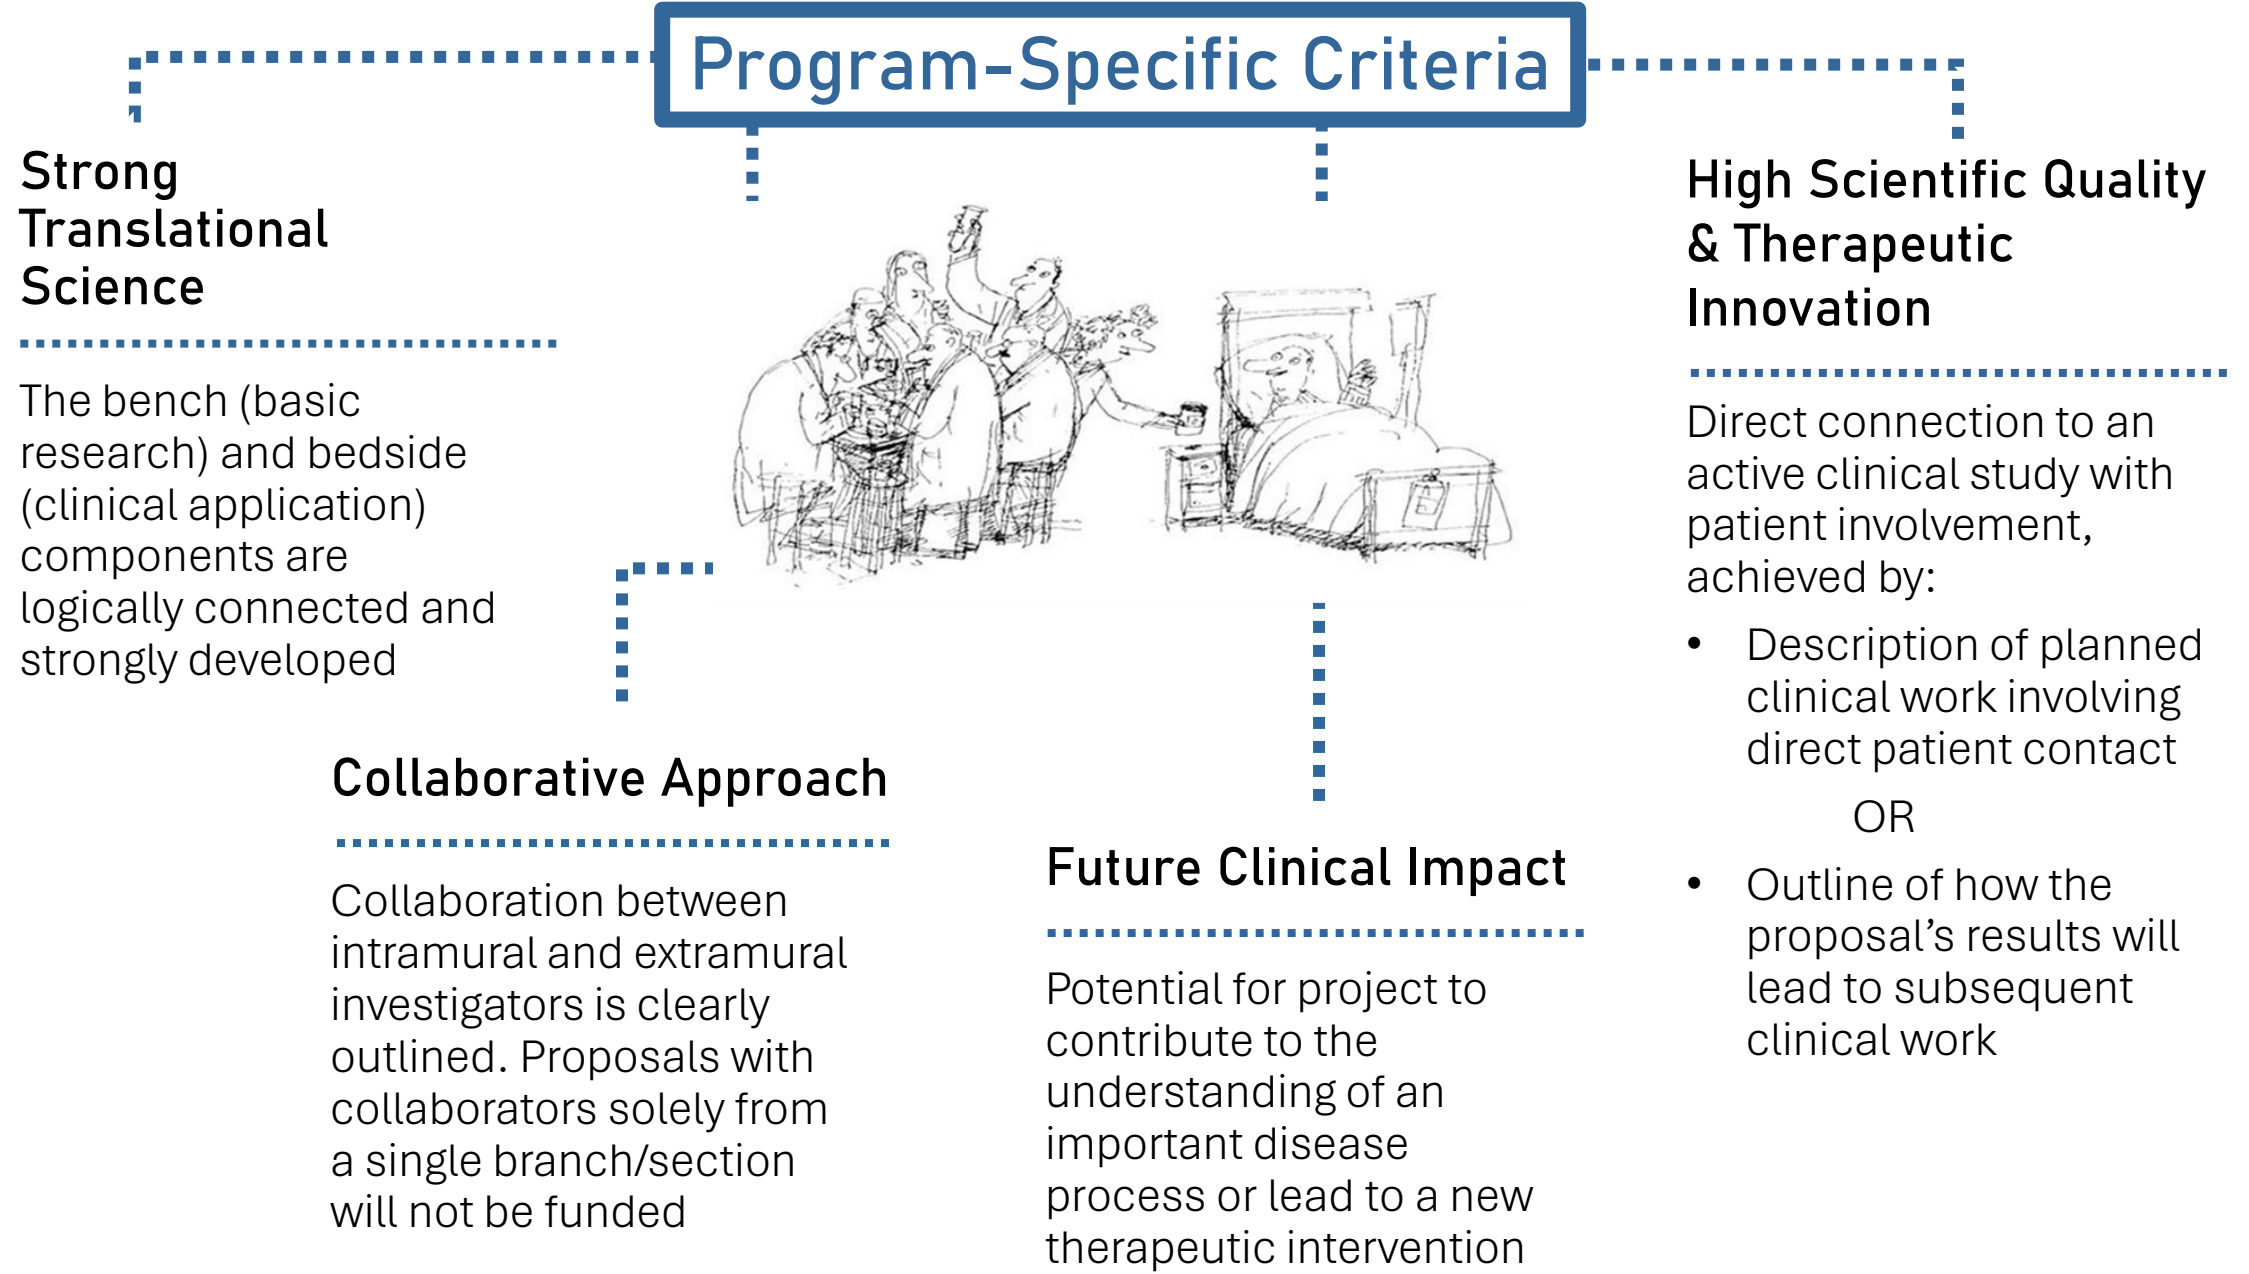 Program-Specific Criteria
Strong
Translational
Science
The bench (basic
research) and bedside
(clinical application)
components are
logically connected and
strongly developed
Collaborative Approach
Collaboration between
intramural and extramural
investigators is clearly
outlined. Proposals with
collaborators solely from
a single branch/section
will not be funded
Future Clinical Impact
Potential for project to
contribute to the
understanding of an
important disease
process or lead to a new
therapeutic intervention
High Scientific Quality
& Therapeutic
Innovation
Direct connection to an
active clinical study with
patient involvement,
achieved by:
• Description of planned
clinical work involving
direct patient contact
OR
• Outline of how the
proposal’s results will
lead to subsequent
clinical work